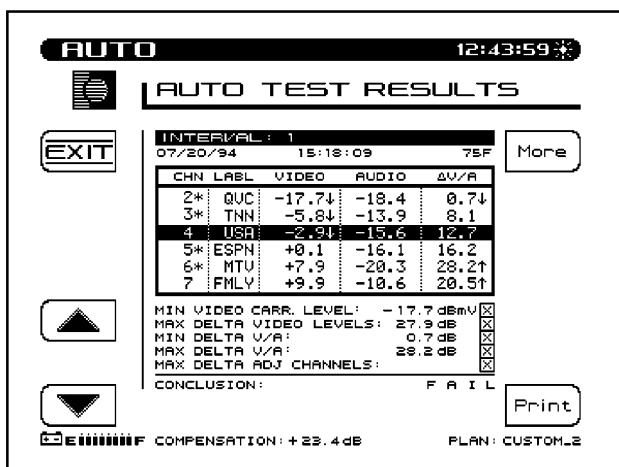 AUTO 12:43:59
AUTO TEST RESULTS
EXIT
More
INTERVAL: 1
07/20/94 15:18:09 75F
CHN LABL VIDEO AUDIO ΔV/A
2* QVC -17.7↓ -18.4 0.7↓
3* TNN -5.8↓ -13.9 8.1
4 USA -2.9↓ -15.6 12.7
5* ESPN +0.1 -16.1 16.2
6* MTV +7.9 -20.3 28.2↑
7 FMLY +9.9 -10.6 20.5↑
MIN VIDEO CARR. LEVEL: -17.7 dBmV X
MAX DELTA VIDEO LEVELS: 27.9 dB X
MIN DELTA V/A: 0.7 dB X
MAX DELTA V/A: 28.2 dB X
MAX DELTA ADJ CHANNELS: X
CONCLUSION: FAIL
Print
E F COMPENSATION: +23.4 dB PLAN: CUSTOM_2